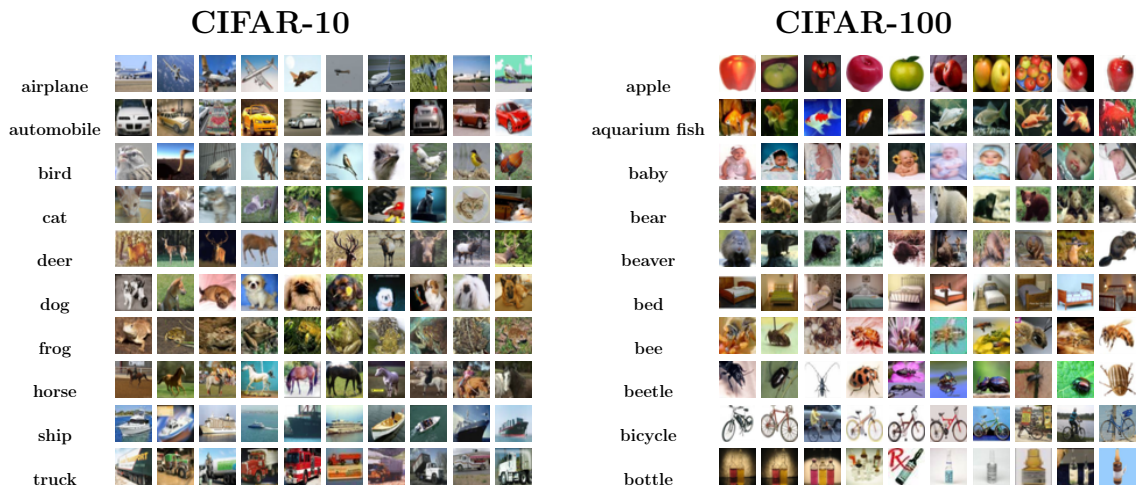 CIFAR-10
airplane
automobile
bird
cat
deer
dog
frog
horse
ship
truck
CIFAR-100
apple
aquarium fish
baby
bear
beaver
bed
bee
beetle
bicycle
bottle